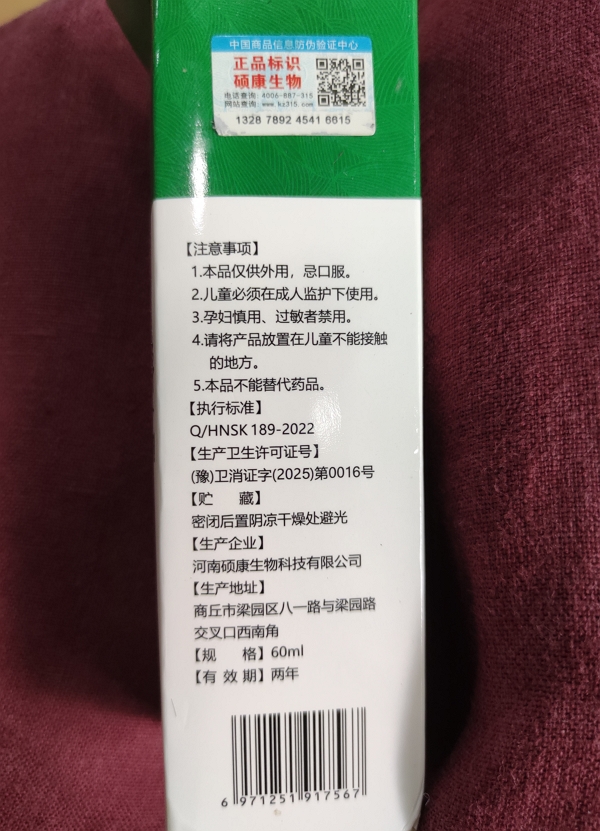 中国商品信息防伪验证中心
正品标识
硕康生物
电话查询: 4006-887-315
网站查询: www.kz315.com
1328 7892 4541 6615
【注意事项】
1.本品仅供外用，忌口服。
2.儿童必须在成人监护下使用。
3.孕妇慎用、过敏者禁用。
4.请将产品放置在儿童不能接触
的地方。
5.本品不能替代药品。
【执行标准】
Q/HNSK 189-2022
【生产卫生许可证号】
(豫)卫消证字(2025)第0016号
【贮 藏】
密闭后置阴凉干燥处避光
【生产企业】
河南硕康生物科技有限公司
【生产地址】
商丘市梁园区八一路与梁园路
交叉口西南角
【规 格】60ml
【有 效 期】两年
6 971251 917567